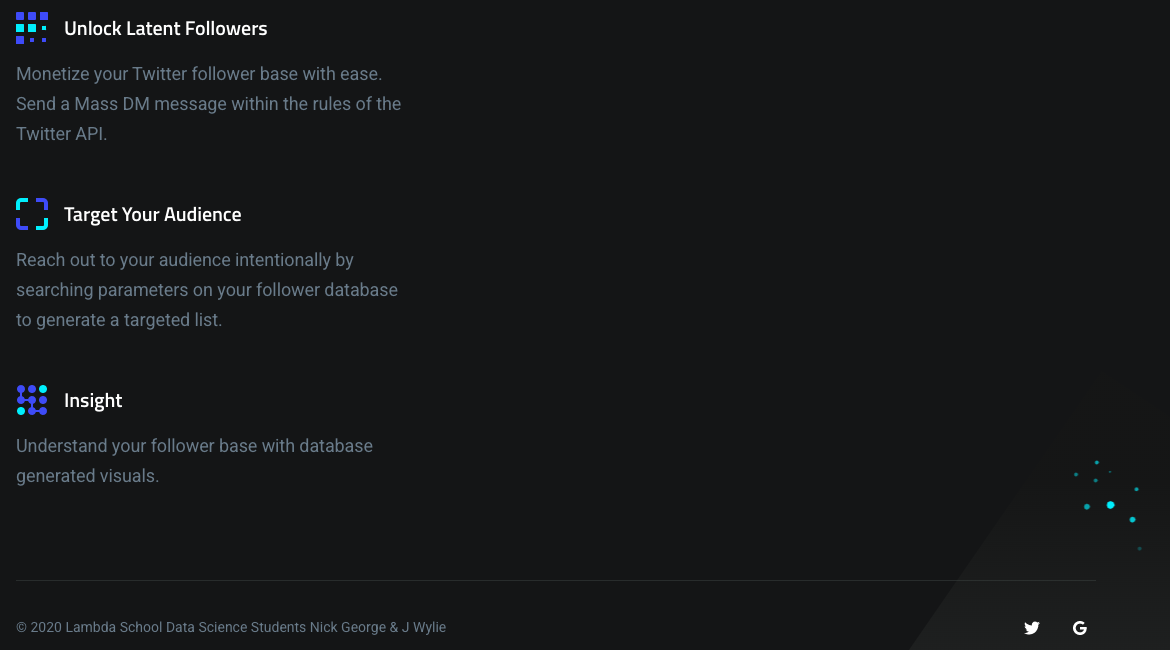 Unlock Latent Followers
Monetize your Twitter follower base with ease.
Send a Mass DM message within the rules of the
Twitter API.
Target Your Audience
Reach out to your audience intentionally by
searching parameters on your follower database
to generate a targeted list.
Insight
Understand your follower base with database
generated visuals.
© 2020 Lambda School Data Science Students Nick George & J Wylie